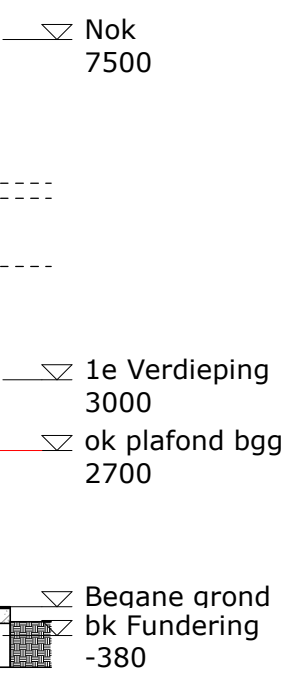 Nok
7500
1e Verdieping
3000
ok plafond bgg
2700
Begane grond
bk Fundering
-380